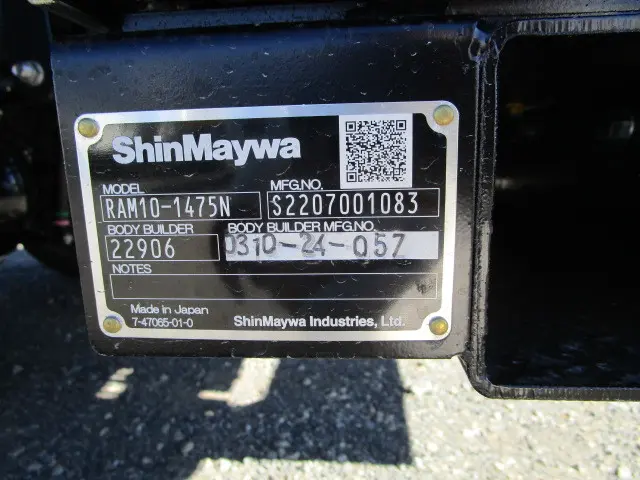 ShinMaywa
MODEL
MFG.NO.
RAM10-1475N
S2207001083
BODY BUILDER
BODY BUILDER MFG.NO.
22906
0310-24-057
NOTES
Made in Japan
7-47065-01-0
ShinMaywa Industries, Ltd.